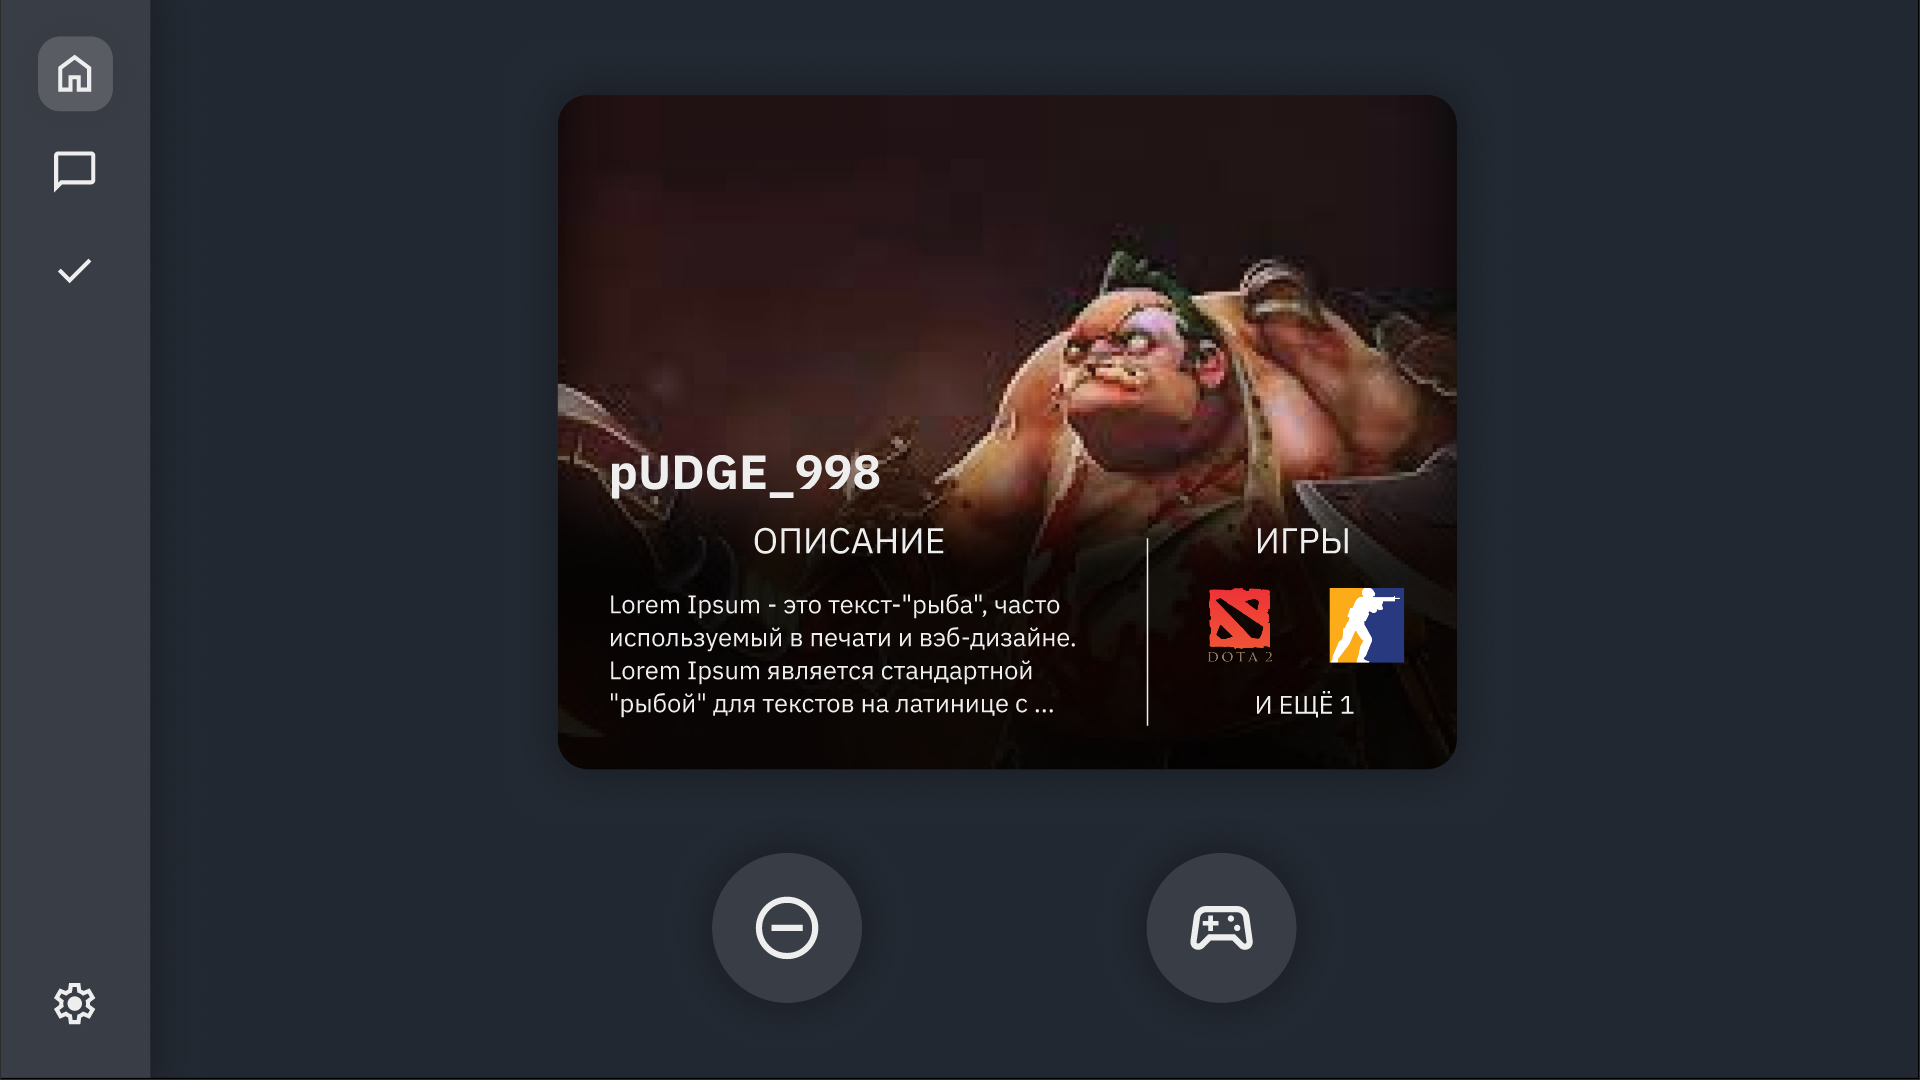 pUDGE_998
ОПИСАНИЕ
Lorem Ipsum - это текст-"рыба", часто
используемый в печати и вэб-дизайне.
Lorem Ipsum является стандартной
"рыбой" для текстов на латинице с ...
ИГРЫ
DOTA 2
И ЕЩЁ 1